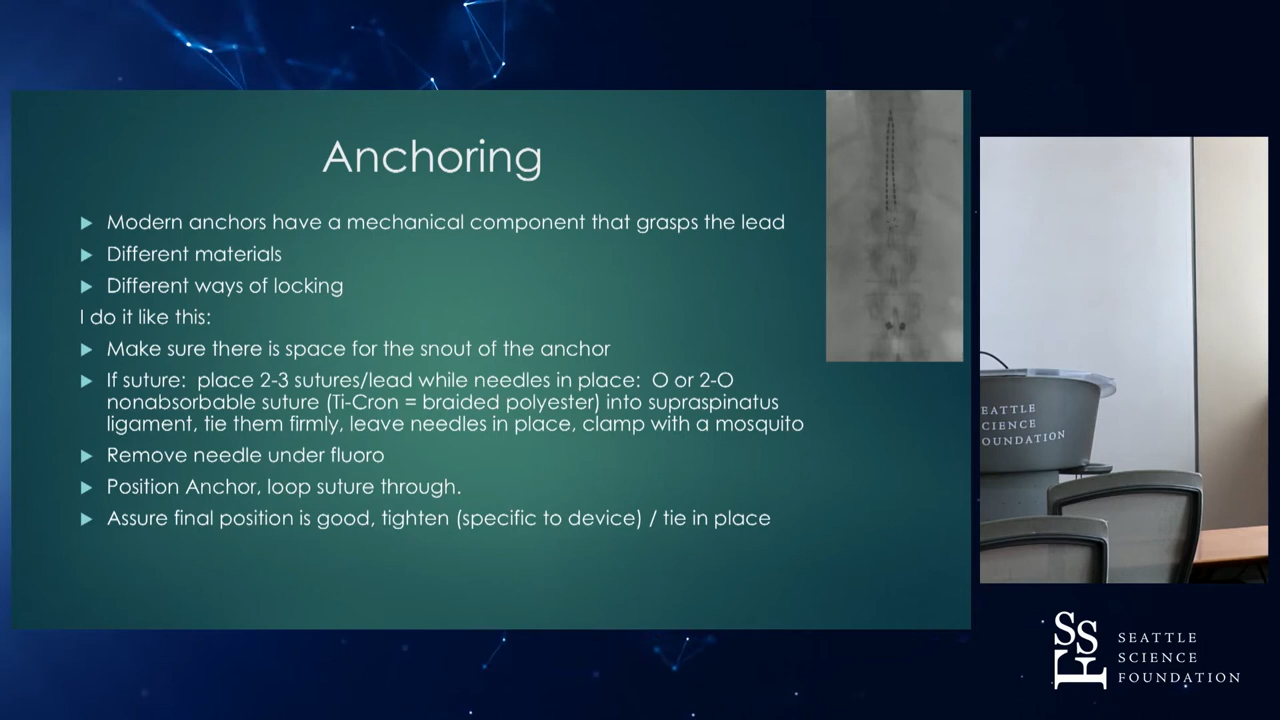 Anchoring
Modern anchors have a mechanical component that grasps the lead
Different materials
Different ways of locking
I do it like this:
Make sure there is space for the snout of the anchor
If suture:  place 2-3 sutures/lead while needles in place:  O or 2-O
nonabsorbable suture (Ti-Cron = braided polyester) into supraspinatus
ligament, tie them firmly, leave needles in place, clamp with a mosquito
Remove needle under fluoro
Position Anchor, loop suture through.
Assure final position is good, tighten (specific to device) / tie in place
EATTLE
CIENCE
OUNDATION
SSF
SEATTLE
SCIENCE
FOUNDATION